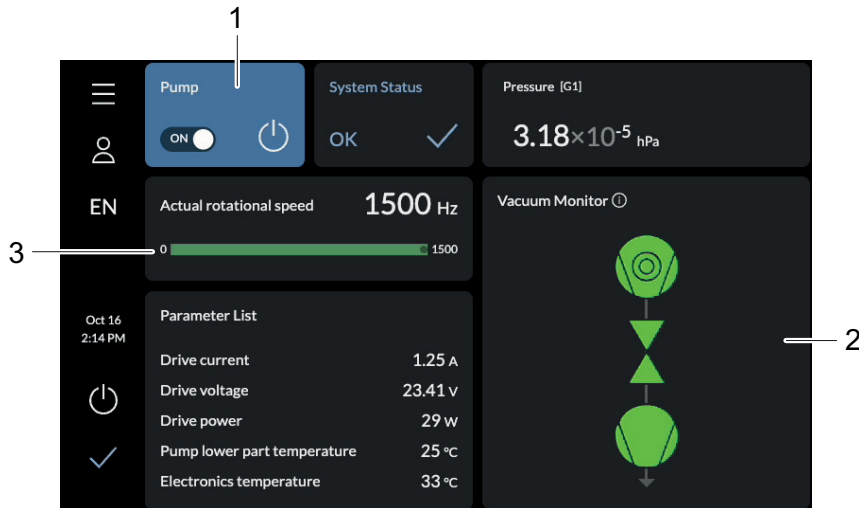 1
Pump
System Status
Pressure [G1]
ON
OK
3.18×10-5 hPa
EN
Actual rotational speed
1500 Hz
Vacuum Monitor ⓘ
3
0
1500
Oct 16
2:14 PM
Parameter List
2
Drive current 1.25 A
Drive voltage 23.41 V
Drive power 29 W
Pump lower part temperature 25 °C
Electronics temperature 33 °C